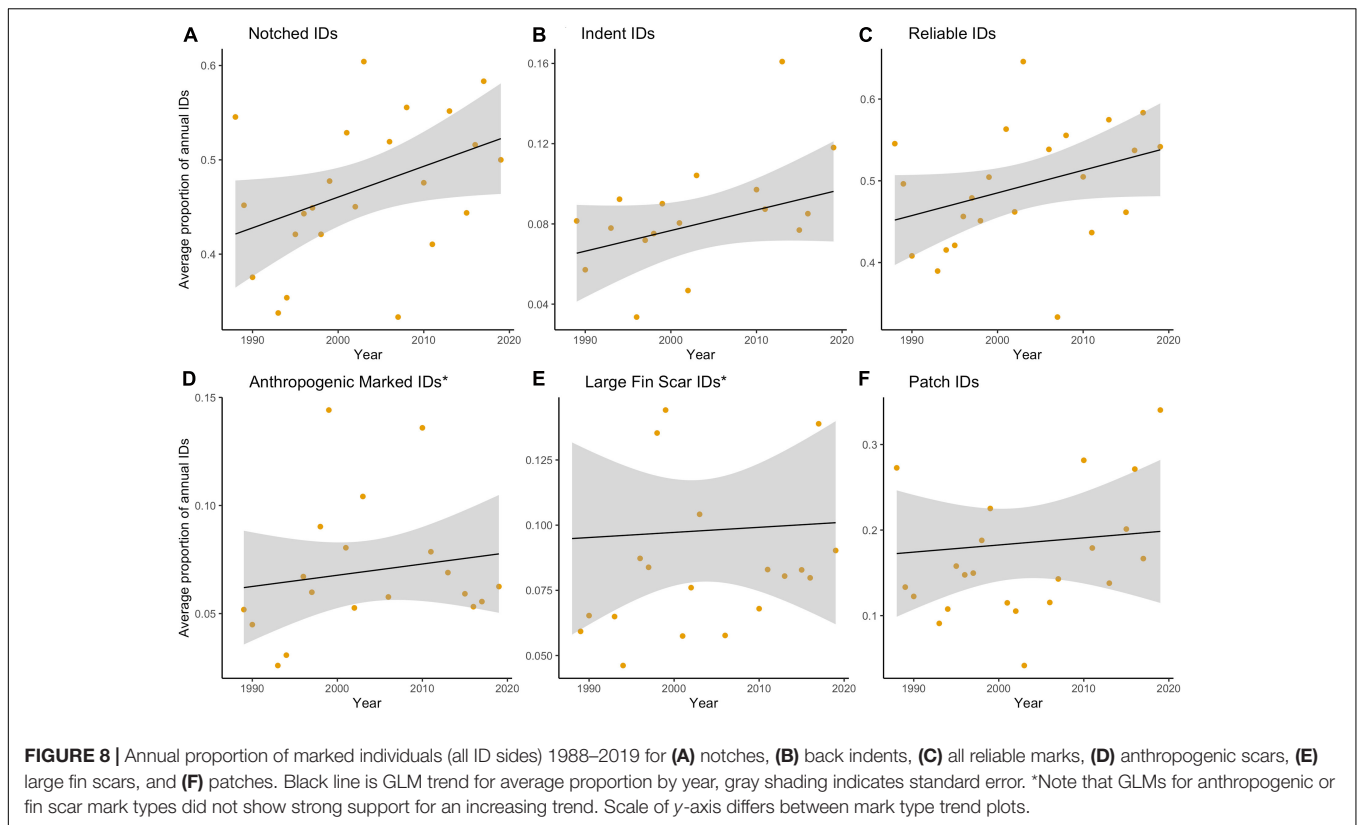 A Notched IDs
B Indent IDs
C Reliable IDs
Average proportion of annual IDs
0.6
0.5
0.4
1990 2000 2010 2020
Year
0.16
0.12
0.08
0.04
1990 2000 2010 2020
Year
0.6
0.5
0.4
1990 2000 2010 2020
Year
D Anthropogenic Marked IDs*
E Large Fin Scar IDs*
F Patch IDs
Average proportion of annual IDs
0.15
0.10
0.05
1990 2000 2010 2020
Year
0.125
0.100
0.075
0.050
1990 2000 2010 2020
Year
0.3
0.2
0.1
1990 2000 2010 2020
Year
FIGURE 8 | Annual proportion of marked individuals (all ID sides) 1988–2019 for (A) notches, (B) back indents, (C) all reliable marks, (D) anthropogenic scars, (E)
large fin scars, and (F) patches. Black line is GLM trend for average proportion by year, gray shading indicates standard error. *Note that GLMs for anthropogenic or
fin scar mark types did not show strong support for an increasing trend. Scale of y-axis differs between mark type trend plots.